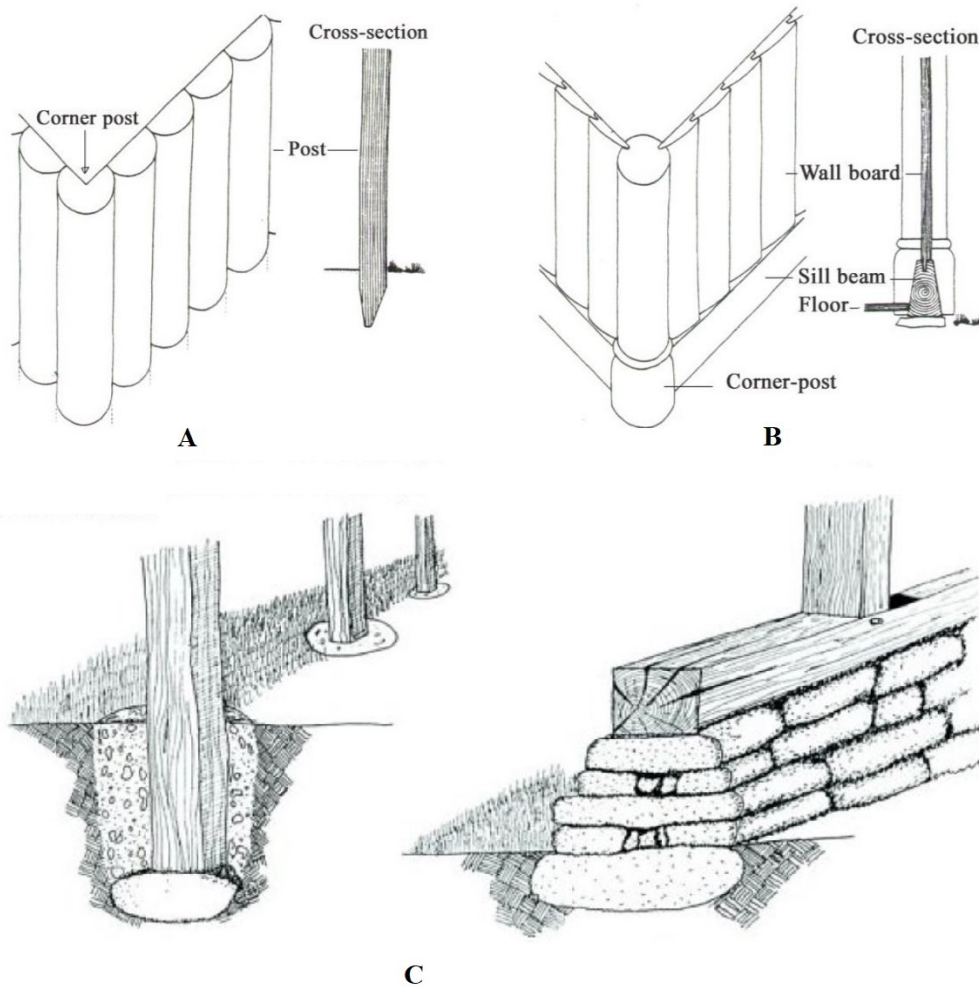 Cross-section
Corner post
Post
A
Cross-section
Wall board
Sill beam
Floor
Corner-post
B
C